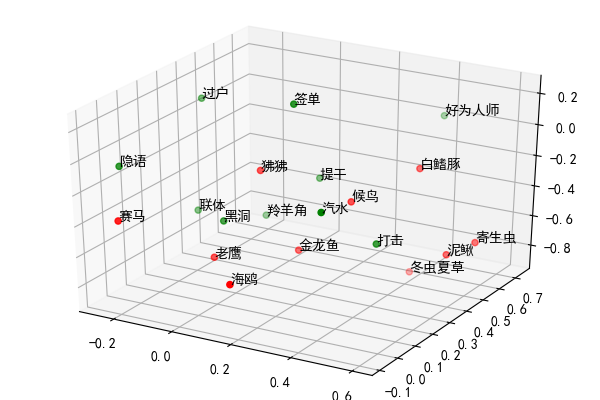 过户
签单
好为人师
隐语
狒狒
提干
白鳍豚
联体
黑洞
羚羊角
汽水
候鸟
赛马
打击
寄生虫
泥鳅
老鹰
金龙鱼
冬虫夏草
海鸥
0.2
0.0
-0.2
-0.4
-0.6
-0.8
-0.2
0.0
0.2
0.4
0.6
-0.1
0.0
0.1
0.2
0.3
0.4
0.5
0.6
0.7